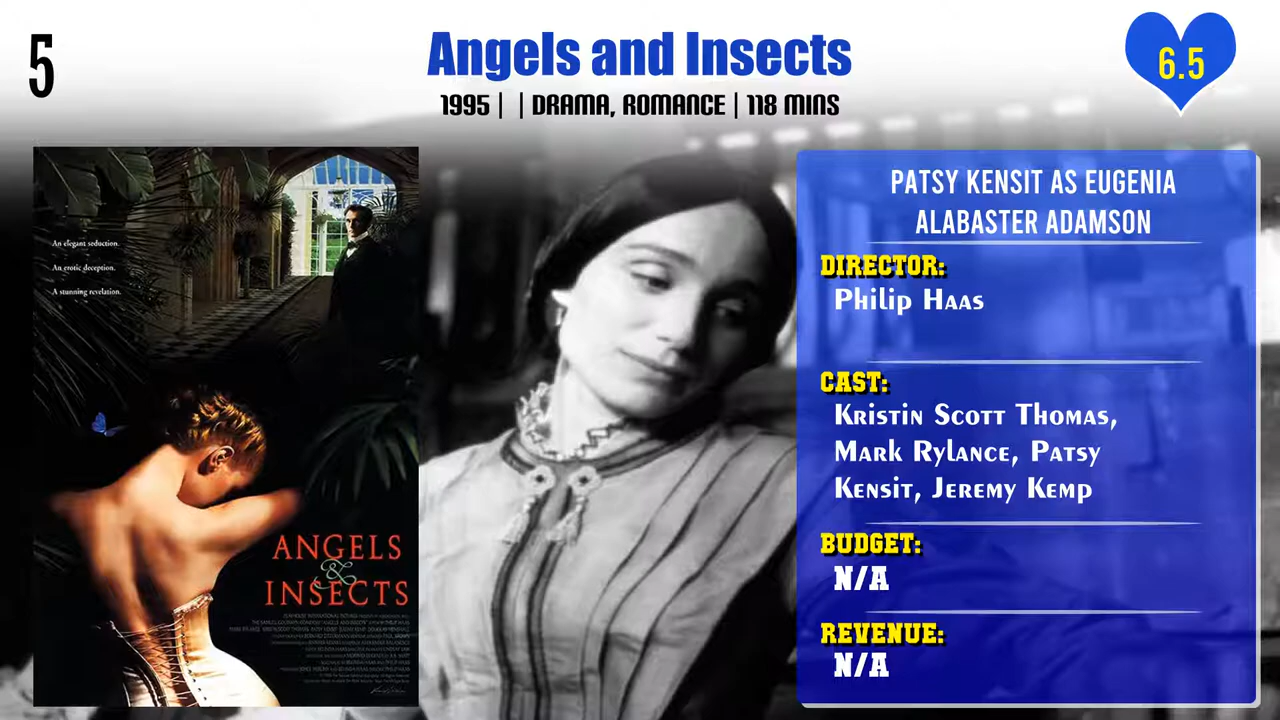 5
Angels and Insects
1995 | | DRAMA, ROMANCE | 118 MINS
6.5
An elegant seduction.
An erotic deception.
A stunning revelation.
ANGELS
&
INSECTS
PATSY KENSIT AS EUGENIA
ALABASTER ADAMSON
DIRECTOR:
Philip Haas
CAST:
Kristin Scott Thomas,
Mark Rylance, Patsy
Kensit, Jeremy Kemp
BUDGET:
N/A
REVENUE:
N/A